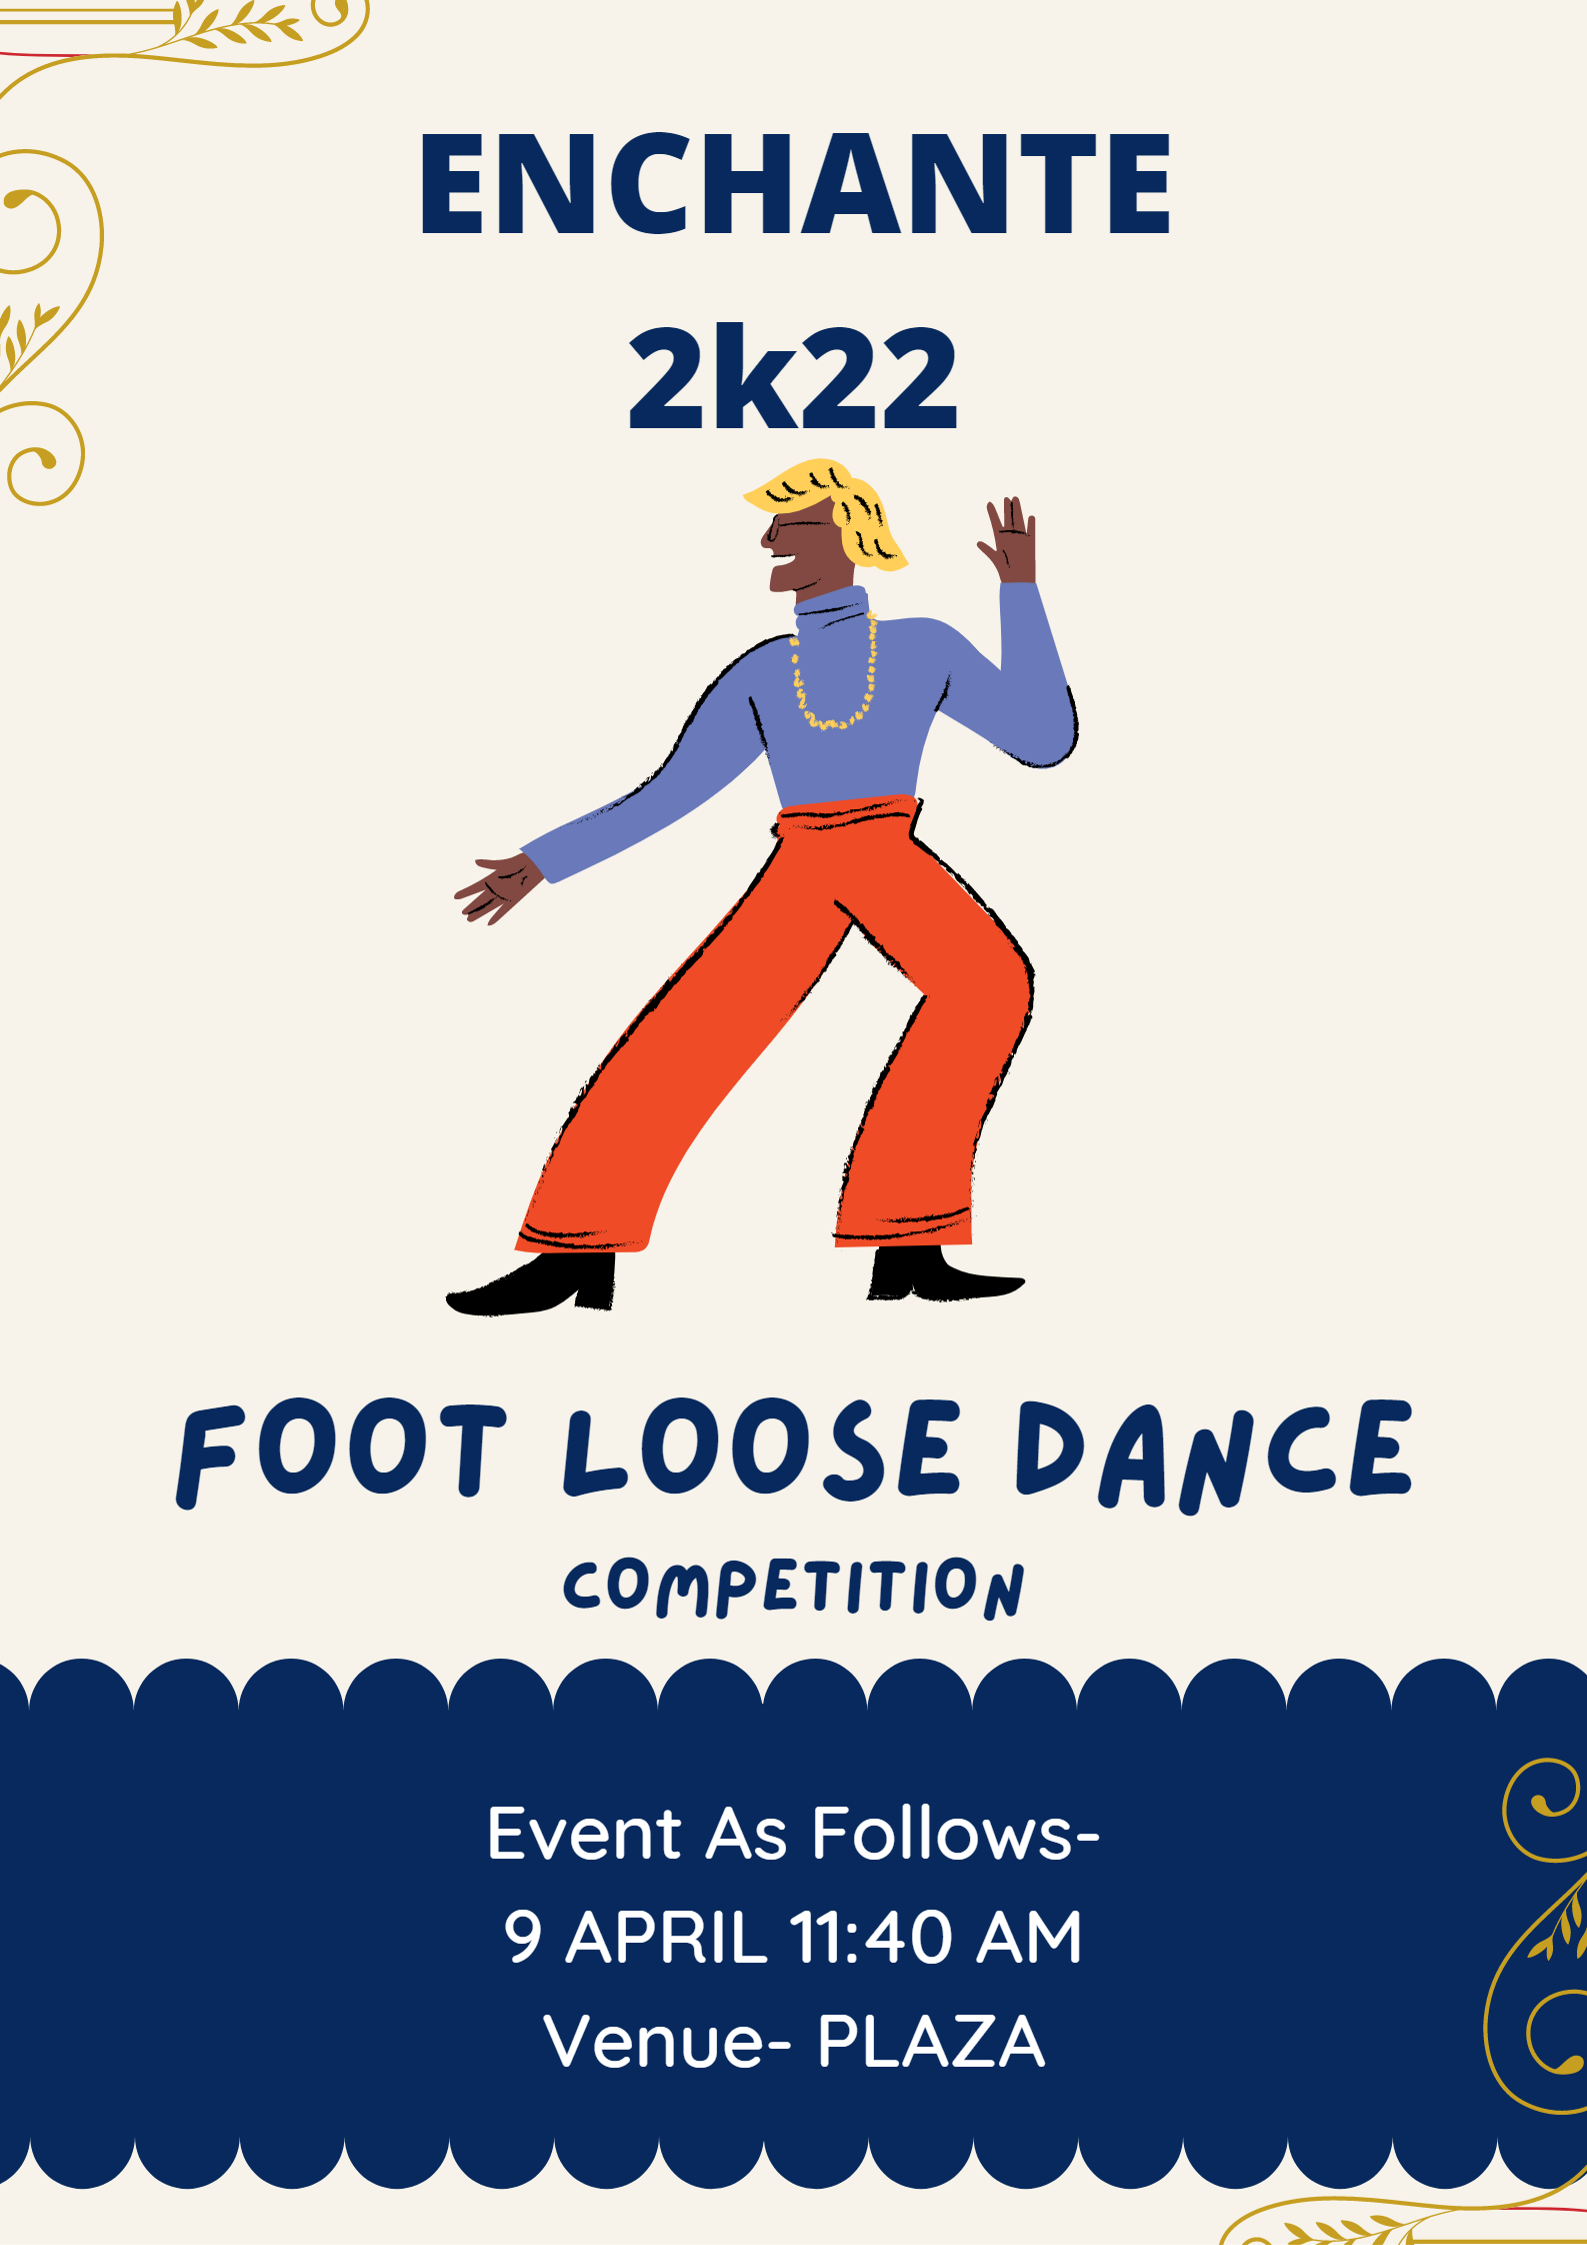 ENCHANTE
2k22
FOOT LOOSE DANCE
COMPETITION
Event As Follows-
9 APRIL 11:40 AM
Venue- PLAZA